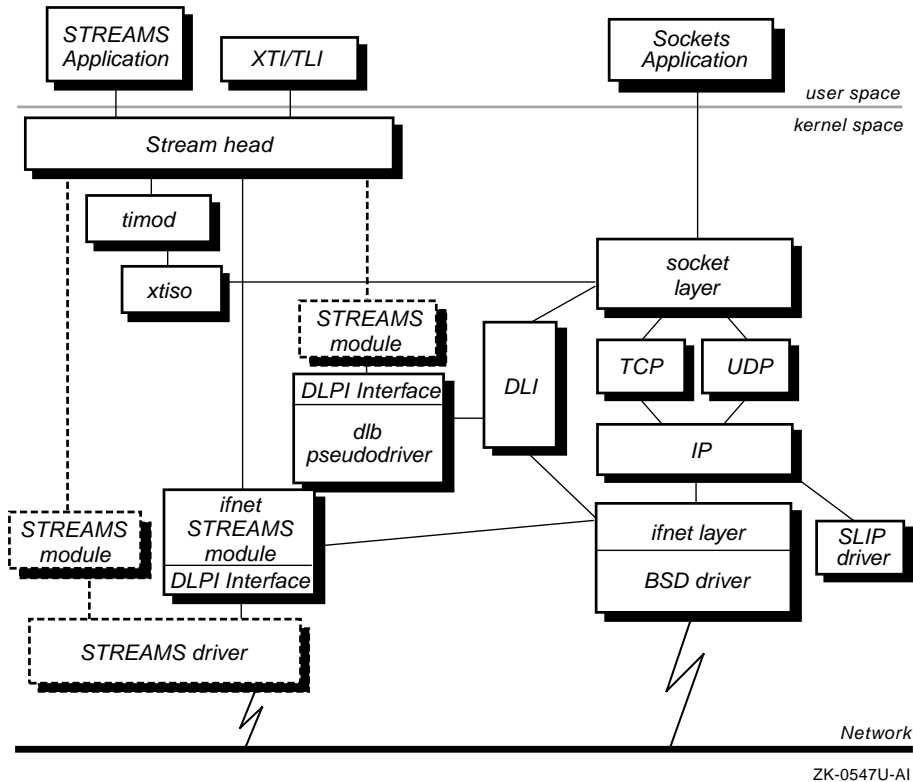 STREAMS
Application
XTI/TLI
Sockets
Application
user space
kernel space
Stream head
timod
xtiso
socket
layer
STREAMS
module
TCP
UDP
DLI
DLPI Interface
dlb
pseudodriver
IP
ifnet
STREAMS
module
DLPI Interface
STREAMS
module
ifnet layer
BSD driver
SLIP
driver
STREAMS driver
Network
ZK-0547U-AI